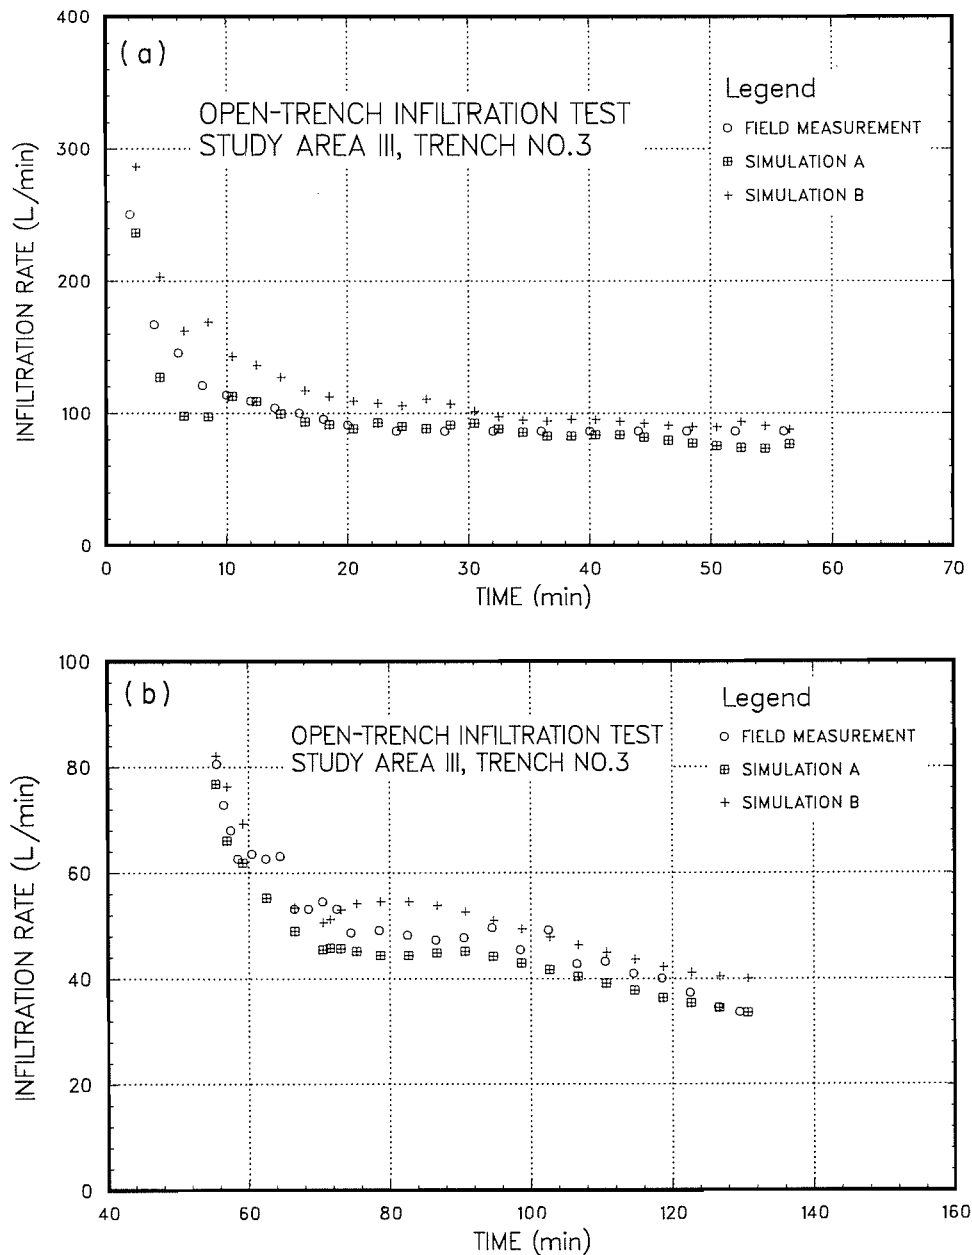 (a)
OPEN-TRENCH INFILTRATION TEST
STUDY AREA III, TRENCH NO.3
Legend
FIELD MEASUREMENT
SIMULATION A
SIMULATION B
INFILTRATION RATE (L/min)
400
300
200
100
0
0 10 20 30 40 50 60 70
TIME (min)
(b)
OPEN-TRENCH INFILTRATION TEST
STUDY AREA III, TRENCH NO.3
Legend
FIELD MEASUREMENT
SIMULATION A
SIMULATION B
INFILTRATION RATE (L/min)
100
80
60
40
20
0
40 60 80 100 120 140 160
TIME (min)